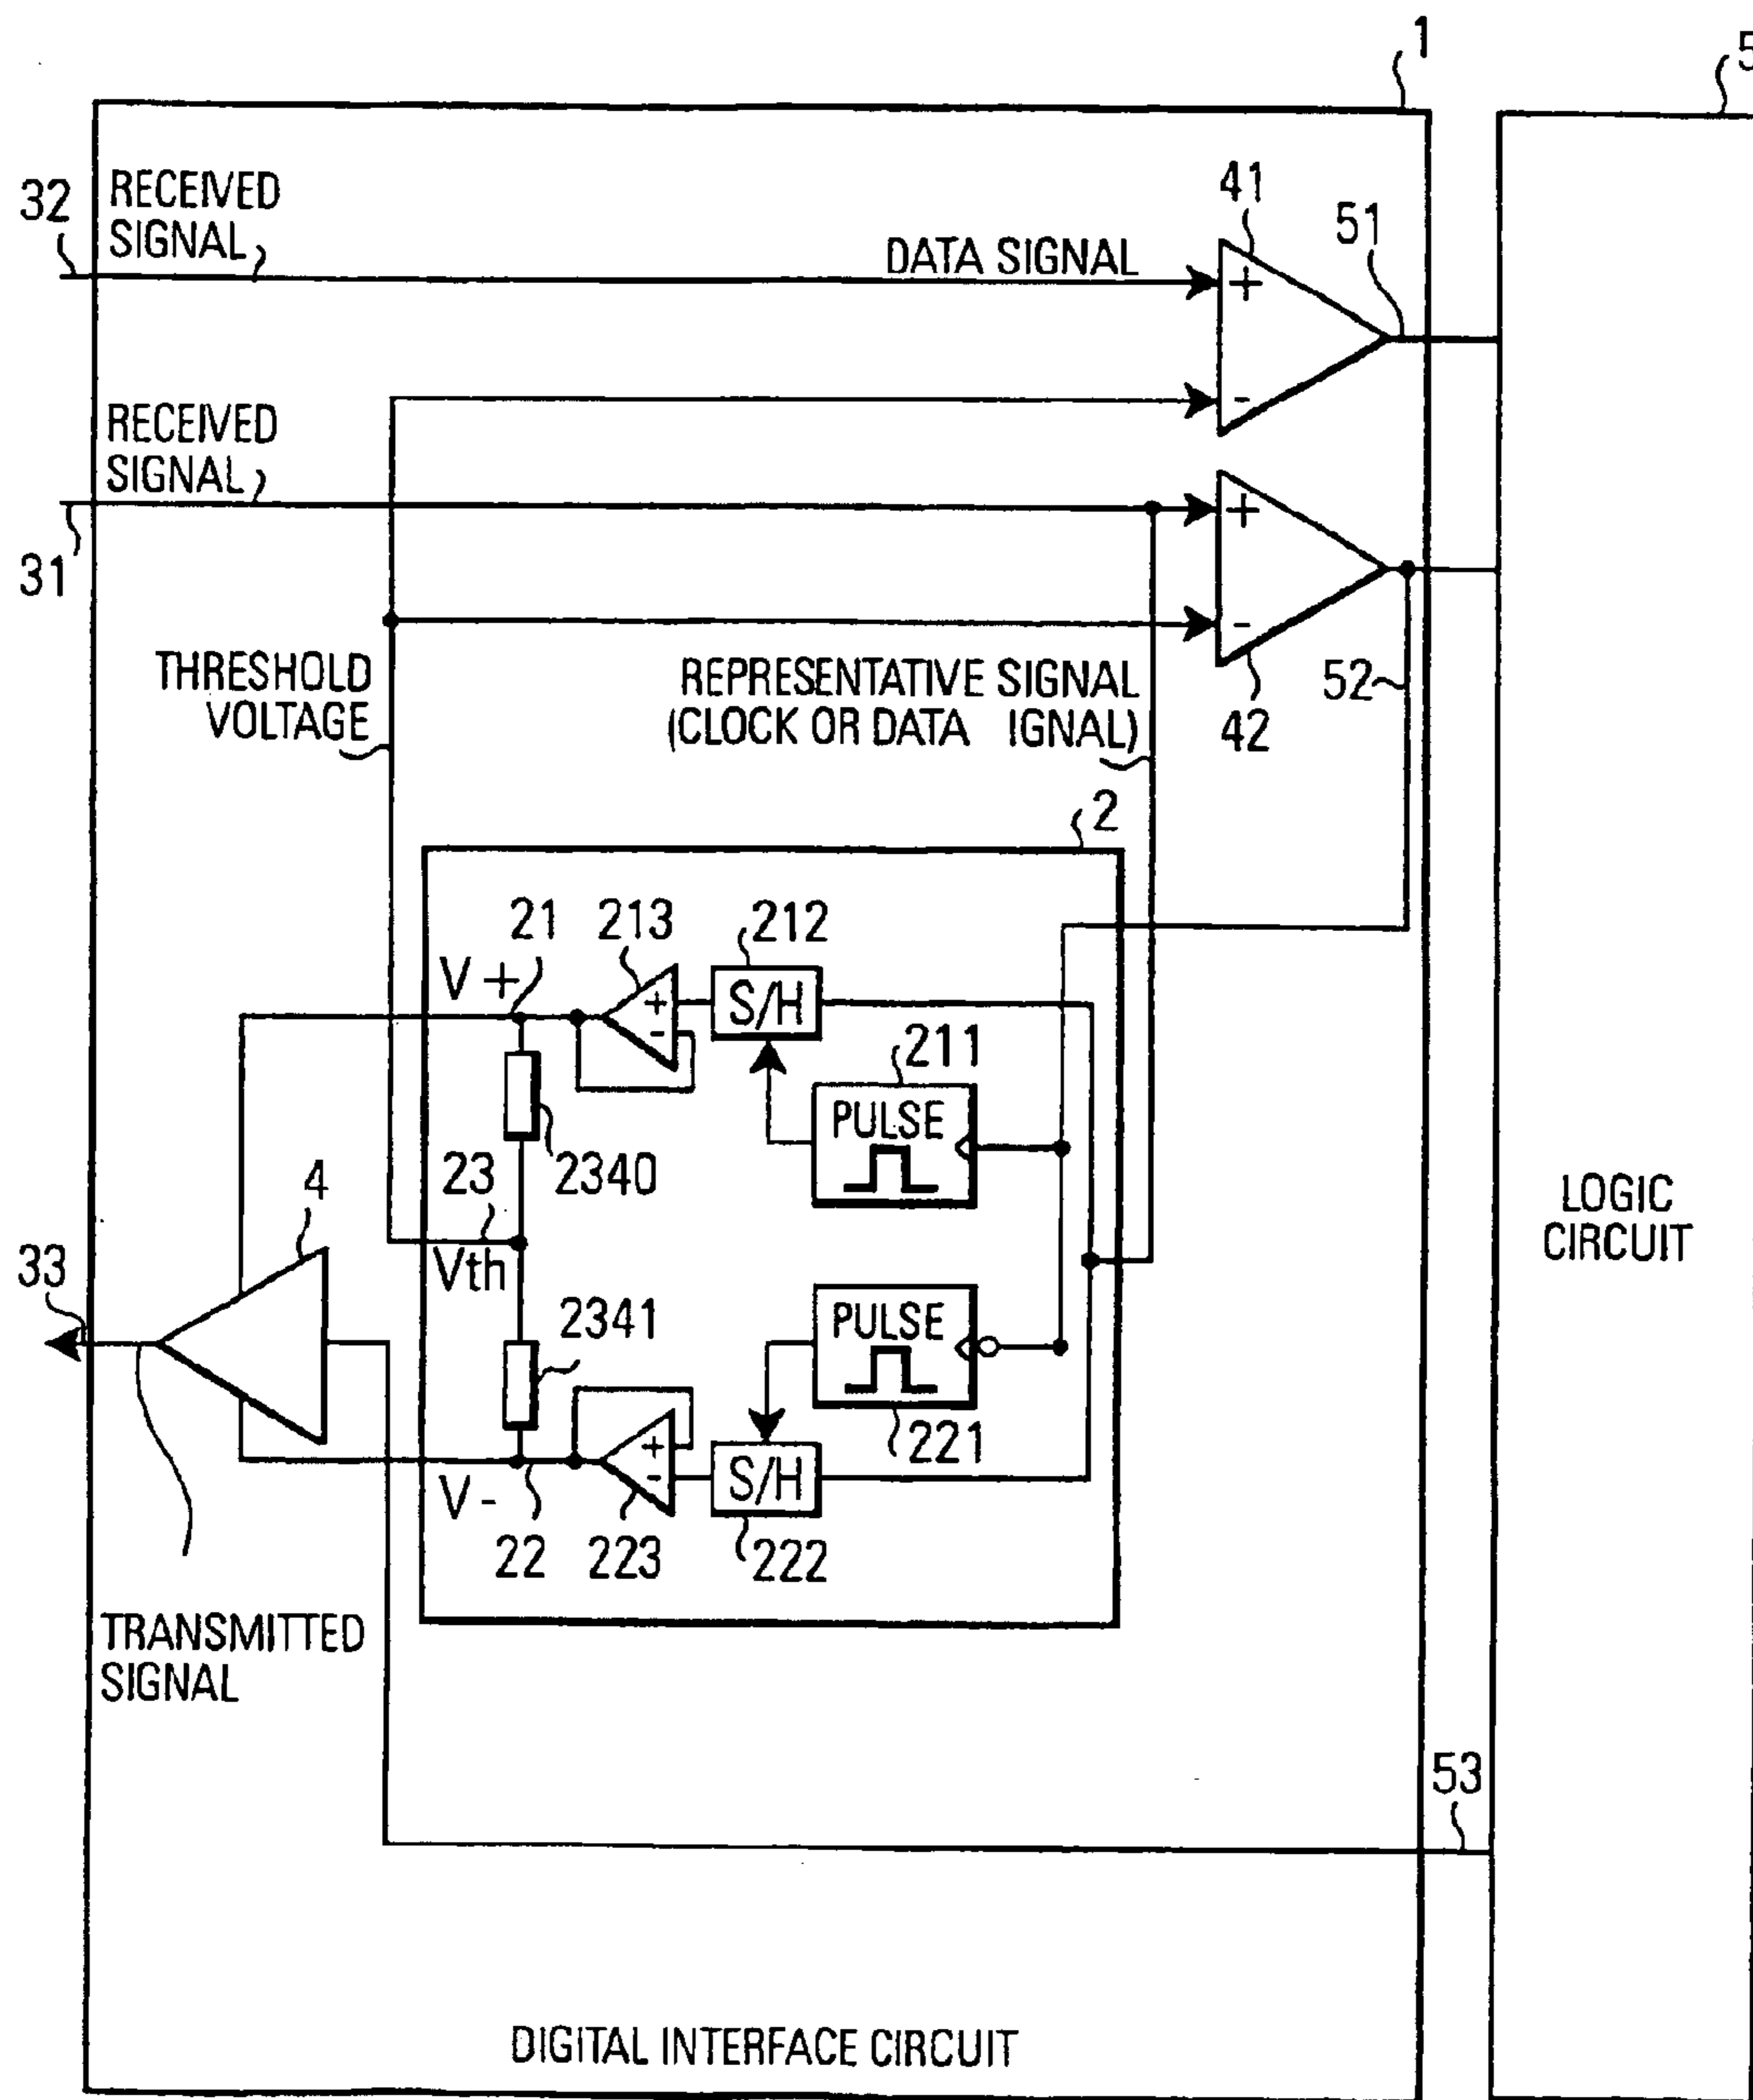 1
5
32
RECEIVED
SIGNAL
DATA SIGNAL
41
+
-
51
RECEIVED
SIGNAL
31
+
-
42
52
THRESHOLD
VOLTAGE
REPRESENTATIVE SIGNAL
(CLOCK OR DATA IGNAL)
2
V +
21
213
+
-
212
S/H
211
PULSE
2340
23
Vth
4
33
LOGIC
CIRCUIT
2341
PULSE
221
V -
22
+
-
223
S/H
222
TRANSMITTED
SIGNAL
53
DIGITAL INTERFACE CIRCUIT